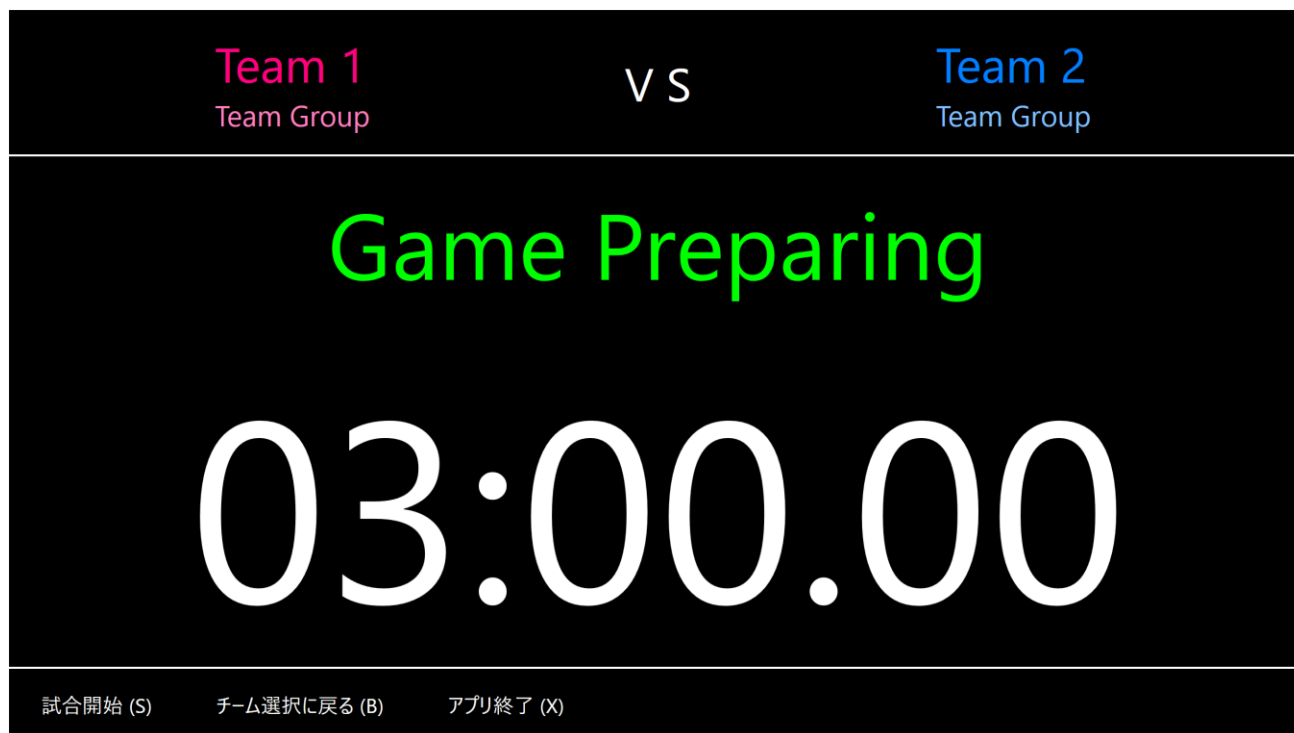 Team 1
Team Group
V S
Team 2
Team Group
Game Preparing
03:00.00
試合開始 (S)
チーム選択に戻る (B)
アプリ終了 (X)